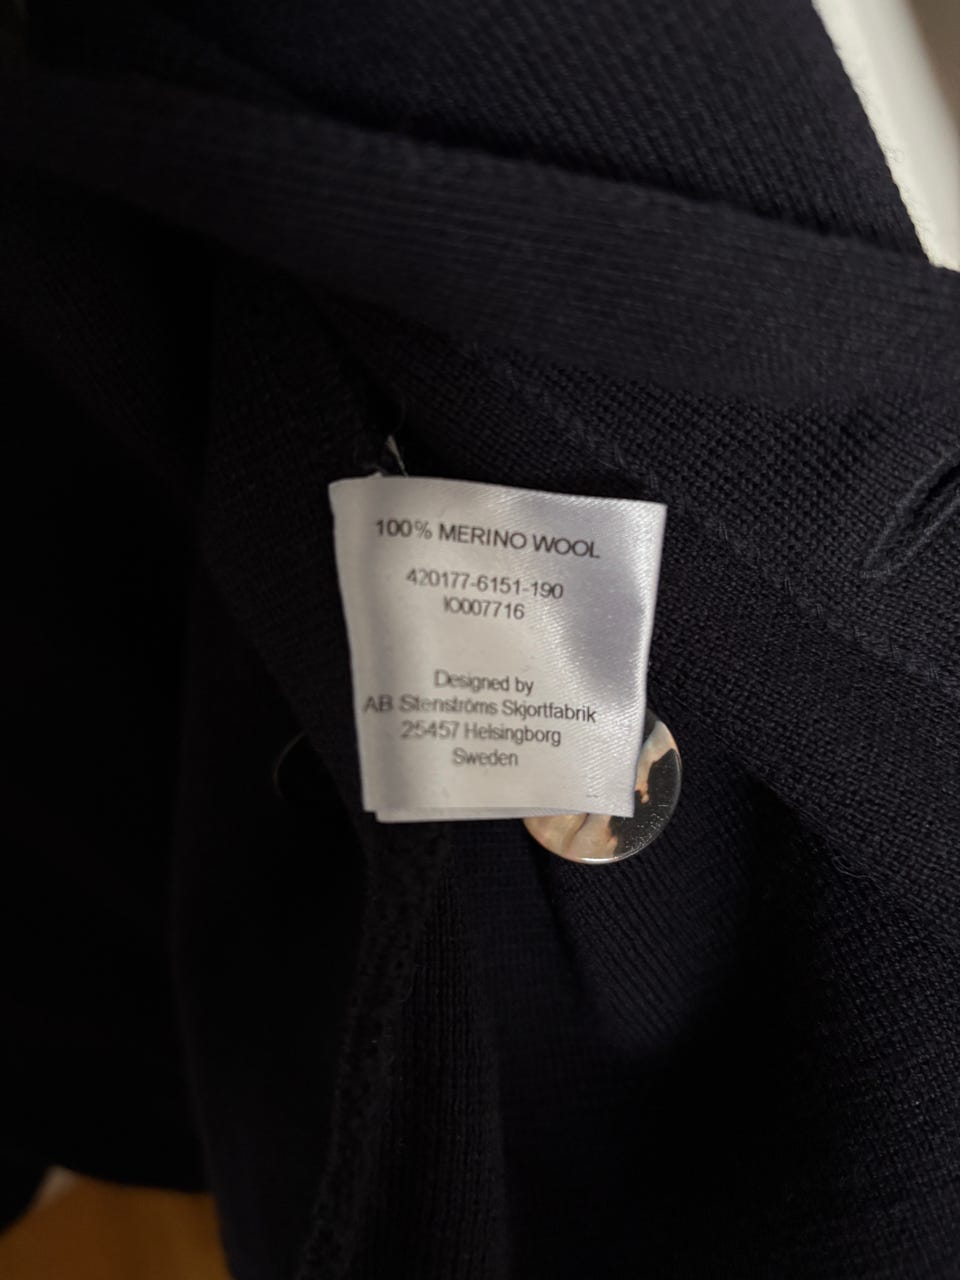 100% MERINO WOOL
420177-6151-190
IO007716
Designed by
AB Stenströms Skjortfabrik
25457 Helsingborg
Sweden